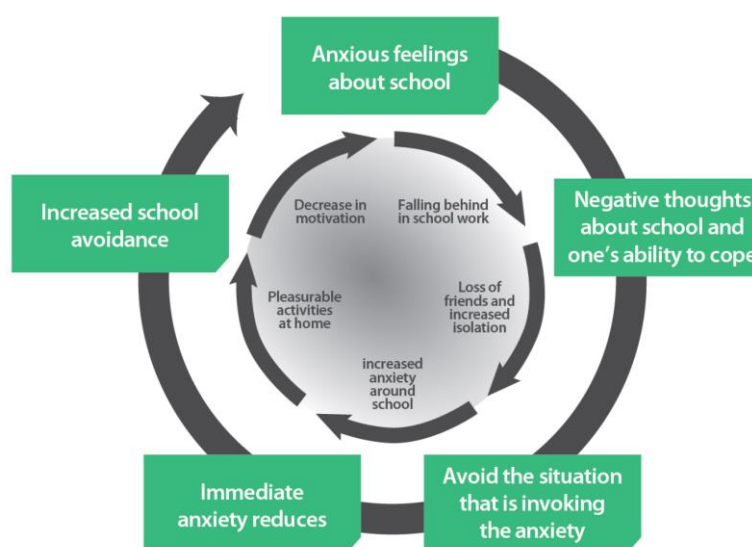 Anxious feelings
about school
Negative thoughts
about school and
one's ability to cope
Avoid the situation
that is invoking
the anxiety
Immediate
anxiety reduces
Increased school
avoidance
Falling behind
in school work
Loss of
friends and
increased
isolation
increased
anxiety
around
school
Pleasurable
activities
at home
Decrease in
motivation